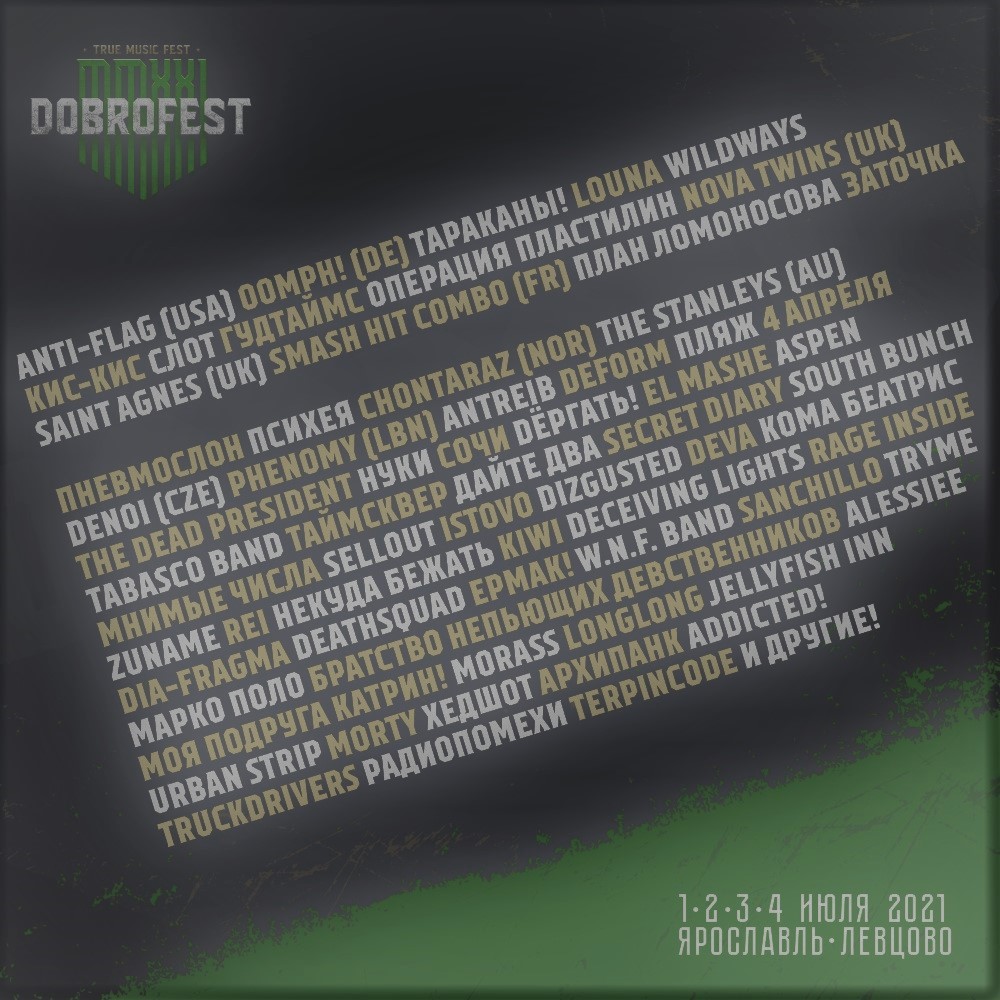 · TRUE MUSIC FEST ·
MMXXI
DOBROFEST
ANTI-FLAG (USA) OOMPH! (DE) ТАРАКАНЫ! LOUNA WILDWAYS
КИС-КИС СЛОТ ГУДТАЙМС ОПЕРАЦИЯ ПЛАСТИЛИН NOVA TWINS (UK)
SAINT AGNES (UK) SMASH HIT COMBO (FR) ПЛАН ЛОМОНОСОВА ЗАТОЧКА
ПНЕВМОСЛОН ПСИХЕЯ CHONTARAZ (NOR) THE STANLEYS (AU)
DENOI (CZE) PHENOMY (LBN) ANTREIB DEFORM ПЛЯЖ 4 АПРЕЛЯ
THE DEAD PRESIDENT НУКИ СОЧИ ДЁРГАТЬ! EL MASHE ASPEN
TABASCO BAND ТАЙМСКВЕР ДАЙТЕ ДВА SECRET DIARY SOUTH BUNCH
МНИМЫЕ ЧИСЛА SELLOUT ISTOVO DIZGUSTED DEVA КОМА БЕАТРИС
ZUNAME REI НЕКУДА БЕЖАТЬ KIWI DECEIVING LIGHTS RAGE INSIDE
DIA-FRAGMA DEATHSQUAD ЕРМАК! W.N.F. BAND SANCHILLO TRYME
МАРКО ПОЛО БРАТСТВО НЕПЬЮЩИХ ДЕВСТВЕННИКОВ ALESSIEE
МОЯ ПОДРУГА КАТРИН! MORASS LONGLONG JELLYFISH INN
URBAN STRIP MORTY ХЕДШОТ АРХИПАНК ADDICTED!
TRUCKDRIVERS РАДИОПОМЕХИ TERPINCODE И ДРУГИЕ!
1·2·3·4 ИЮЛЯ 2021
ЯРОСЛАВЛЬ·ЛЕВЦОВО